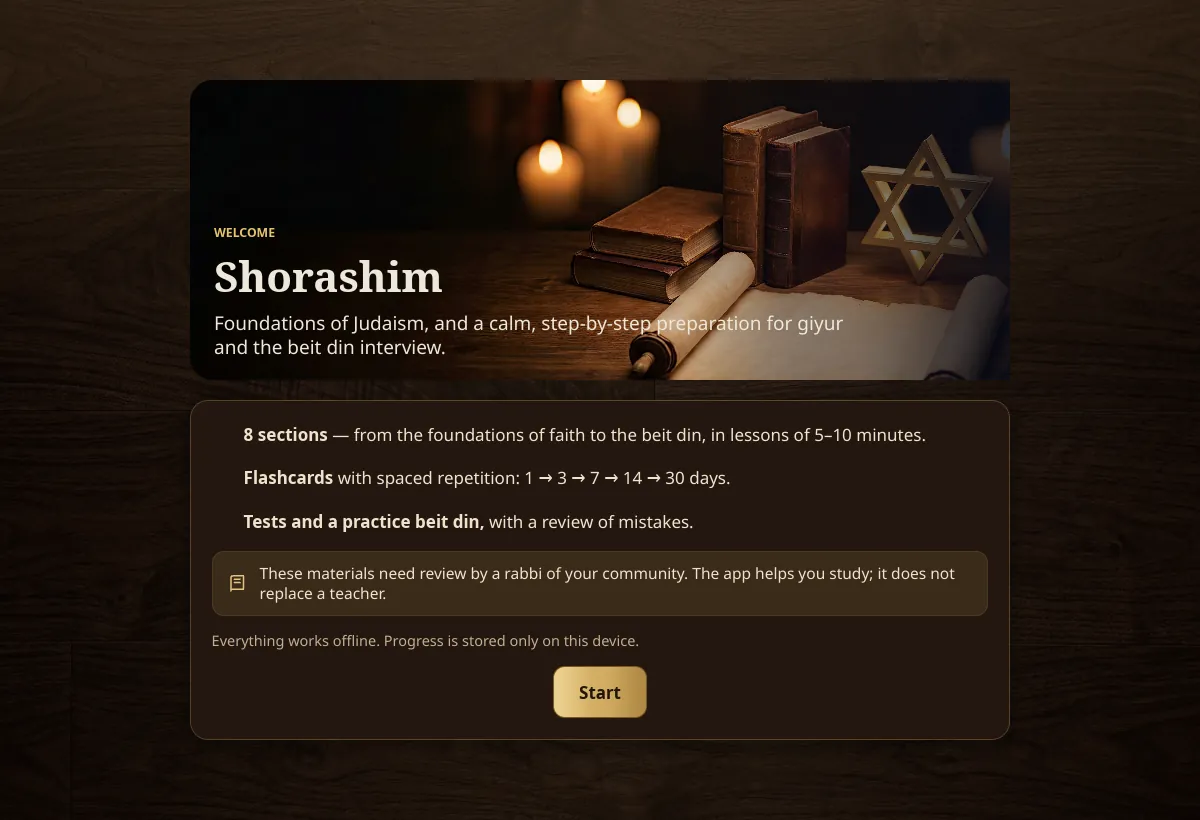 WELCOME
Shorashim
Foundations of Judaism, and a calm, step-by-step preparation for giyur
and the beit din interview.
8 sections — from the foundations of faith to the beit din, in lessons of 5–10 minutes.
Flashcards with spaced repetition: 1 → 3 → 7 → 14 → 30 days.
Tests and a practice beit din, with a review of mistakes.
These materials need review by a rabbi of your community. The app helps you study; it does not
replace a teacher.
Everything works offline. Progress is stored only on this device.
Start